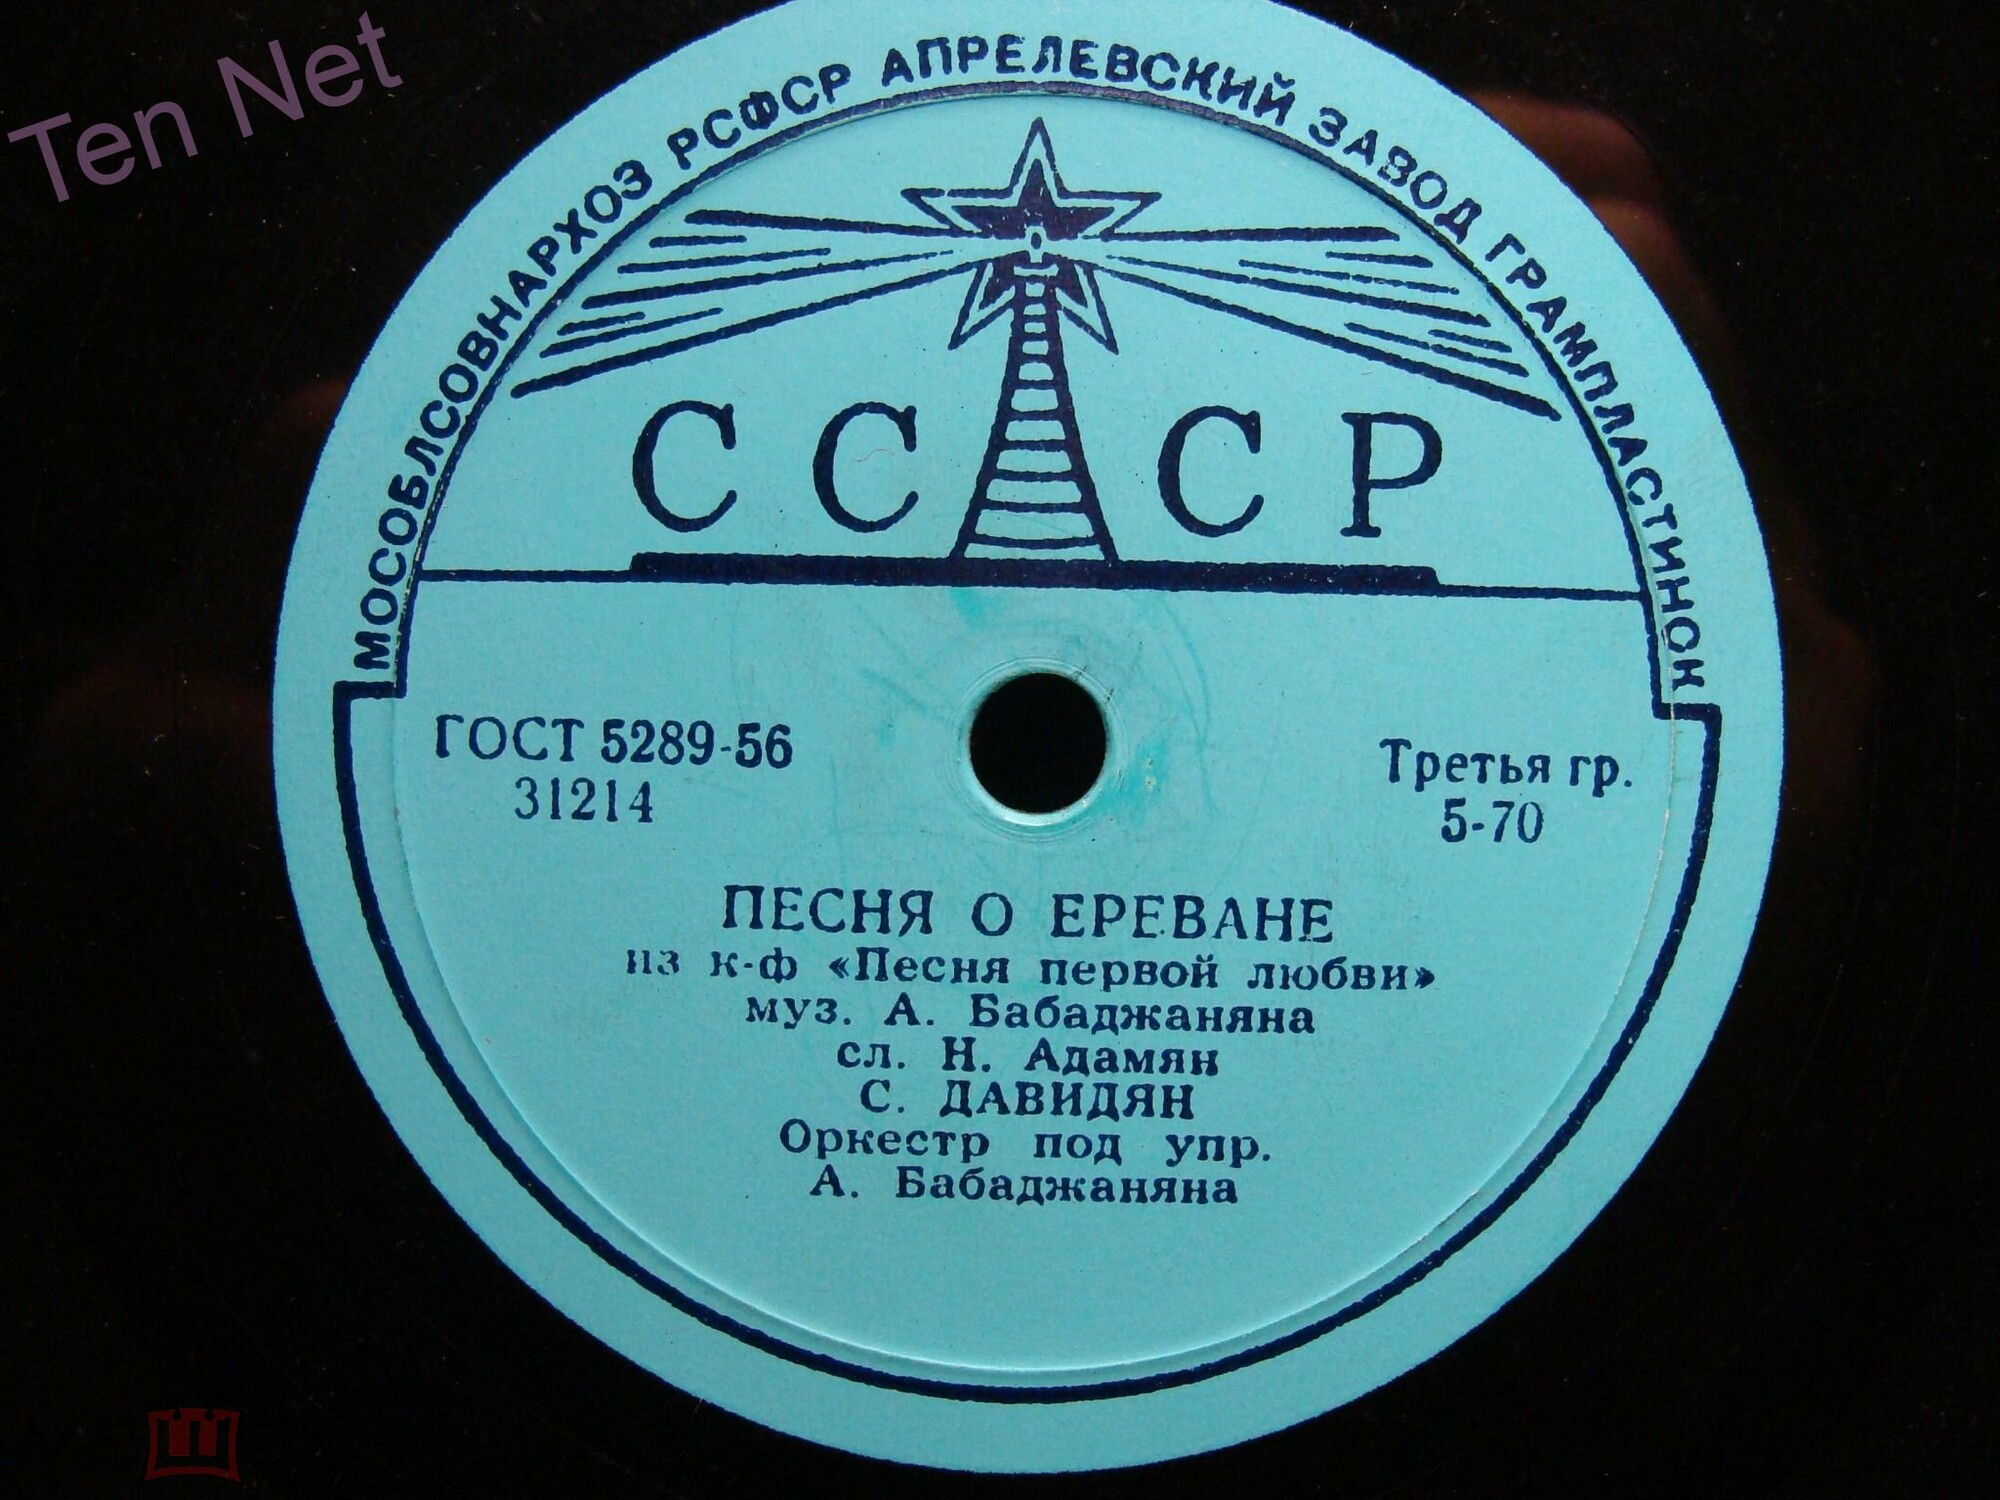 Ten Net
МОСОБЛСОВНАРХОЗ РСФСР АПРЕЛЕВСКИЙ ЗАВОД ГРАМПЛАСТИНОК
СССР
ГОСТ 5289-56
31214
Третья гр.
5-70
ПЕСНЯ О ЕРЕВАНЕ
из к-ф «Песня первой любви»
муз. А. Бабаджаняна
сл. Н. Адамян
С. ДАВИДЯН
Оркестр под упр.
А. Бабаджаняна